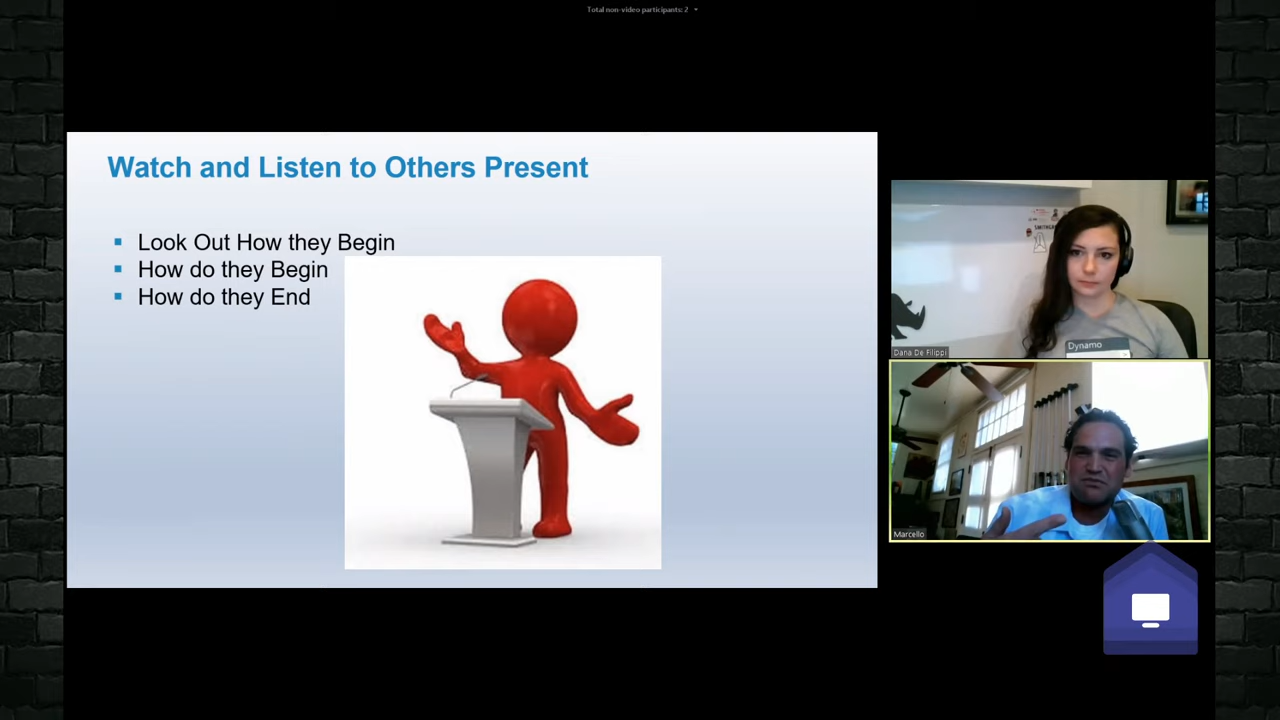 Total non-video participants: 2
Watch and Listen to Others Present
Look Out How they Begin
How do they Begin
How do they End
Dana De Filippi
Dynamo
Marcello